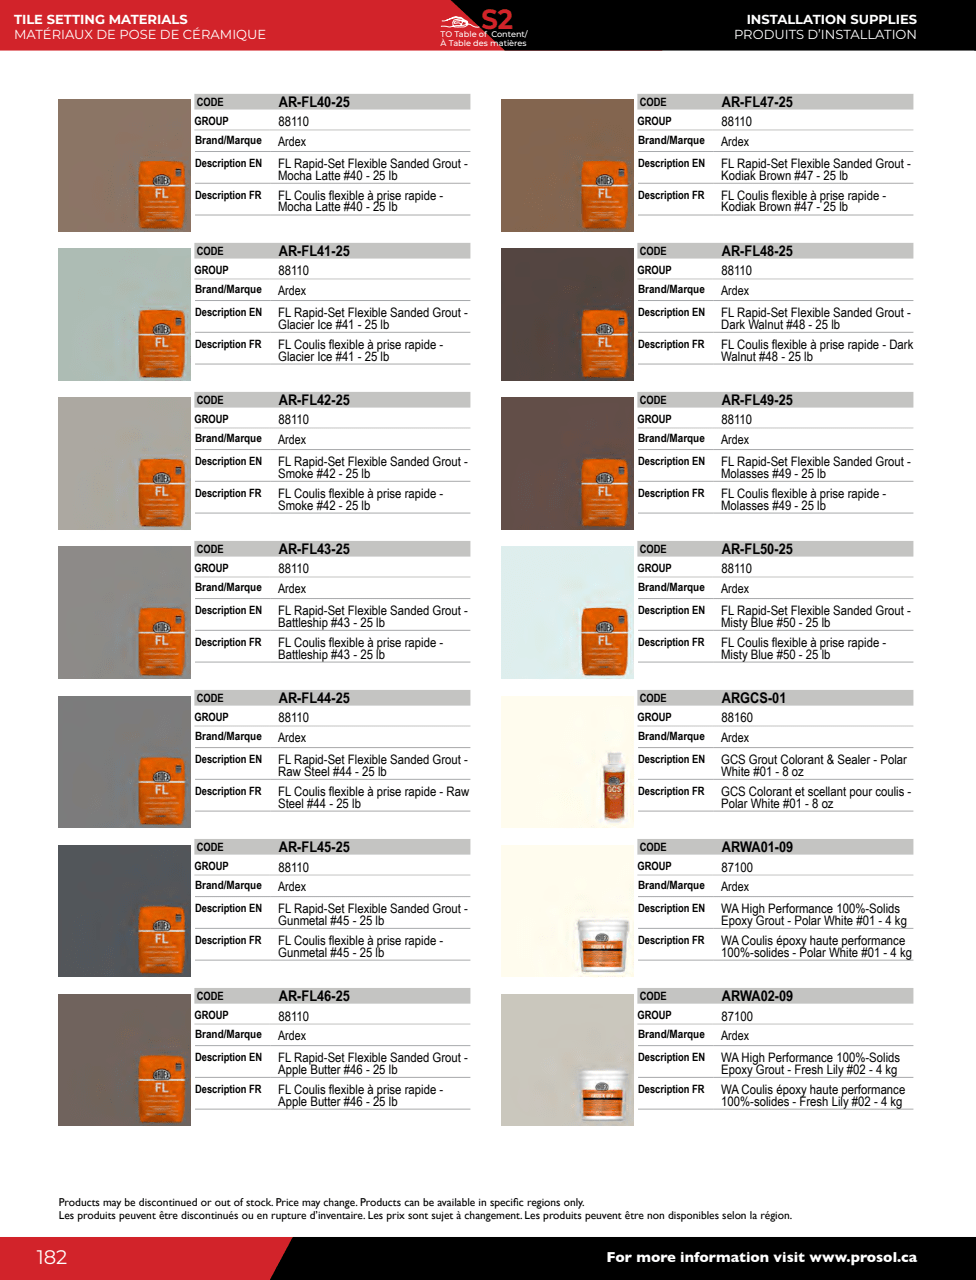 TILE SETTING MATERIALS
MATÉRIAUX DE POSE DE CÉRAMIQUE
S2
TO Table of Content/
À Table des matières
INSTALLATION SUPPLIES
PRODUITS D'INSTALLATION
CODE AR-FL40-25
GROUP 88110
Brand/Marque Ardex
Description EN FL Rapid-Set Flexible Sanded Grout -
Mocha Latte #40 - 25 lb
Description FR FL Coulis flexible à prise rapide -
Mocha Latte #40 - 25 lb
ARDEX
FL
CODE AR-FL41-25
GROUP 88110
Brand/Marque Ardex
Description EN FL Rapid-Set Flexible Sanded Grout -
Glacier Ice #41 - 25 lb
Description FR FL Coulis flexible à prise rapide -
Glacier Ice #41 - 25 lb
ARDEX
FL
CODE AR-FL42-25
GROUP 88110
Brand/Marque Ardex
Description EN FL Rapid-Set Flexible Sanded Grout -
Smoke #42 - 25 lb
Description FR FL Coulis flexible à prise rapide -
Smoke #42 - 25 lb
ARDEX
FL
CODE AR-FL43-25
GROUP 88110
Brand/Marque Ardex
Description EN FL Rapid-Set Flexible Sanded Grout -
Battleship #43 - 25 lb
Description FR FL Coulis flexible à prise rapide -
Battleship #43 - 25 lb
ARDEX
FL
CODE AR-FL44-25
GROUP 88110
Brand/Marque Ardex
Description EN FL Rapid-Set Flexible Sanded Grout -
Raw Steel #44 - 25 lb
Description FR FL Coulis flexible à prise rapide - Raw
Steel #44 - 25 lb
ARDEX
FL
CODE AR-FL45-25
GROUP 88110
Brand/Marque Ardex
Description EN FL Rapid-Set Flexible Sanded Grout -
Gunmetal #45 - 25 lb
Description FR FL Coulis flexible à prise rapide -
Gunmetal #45 - 25 lb
ARDEX
FL
CODE AR-FL46-25
GROUP 88110
Brand/Marque Ardex
Description EN FL Rapid-Set Flexible Sanded Grout -
Apple Butter #46 - 25 lb
Description FR FL Coulis flexible à prise rapide -
Apple Butter #46 - 25 lb
ARDEX
FL
CODE AR-FL47-25
GROUP 88110
Brand/Marque Ardex
Description EN FL Rapid-Set Flexible Sanded Grout -
Kodiak Brown #47 - 25 lb
Description FR FL Coulis flexible à prise rapide -
Kodiak Brown #47 - 25 lb
ARDEX
FL
CODE AR-FL48-25
GROUP 88110
Brand/Marque Ardex
Description EN FL Rapid-Set Flexible Sanded Grout -
Dark Walnut #48 - 25 lb
Description FR FL Coulis flexible à prise rapide - Dark
Walnut #48 - 25 lb
ARDEX
FL
CODE AR-FL49-25
GROUP 88110
Brand/Marque Ardex
Description EN FL Rapid-Set Flexible Sanded Grout -
Molasses #49 - 25 lb
Description FR FL Coulis flexible à prise rapide -
Molasses #49 - 25 lb
ARDEX
FL
CODE AR-FL50-25
GROUP 88110
Brand/Marque Ardex
Description EN FL Rapid-Set Flexible Sanded Grout -
Misty Blue #50 - 25 lb
Description FR FL Coulis flexible à prise rapide -
Misty Blue #50 - 25 lb
ARDEX
FL
CODE ARGCS-01
GROUP 88160
Brand/Marque Ardex
Description EN GCS Grout Colorant & Sealer - Polar
White #01 - 8 oz
Description FR GCS Colorant et scellant pour coulis -
Polar White #01 - 8 oz
ARDEX
GCS
CODE ARWA01-09
GROUP 87100
Brand/Marque Ardex
Description EN WA High Performance 100%-Solids
Epoxy Grout - Polar White #01 - 4 kg
Description FR WA Coulis époxy haute performance
100%-solides - Polar White #01 - 4 kg
ARDEX WA
CODE ARWA02-09
GROUP 87100
Brand/Marque Ardex
Description EN WA High Performance 100%-Solids
Epoxy Grout - Fresh Lily #02 - 4 kg
Description FR WA Coulis époxy haute performance
100%-solides - Fresh Lily #02 - 4 kg
ARDEX WA
Products may be discontinued or out of stock. Price may change. Products can be available in specific regions only.
Les produits peuvent être discontinués ou en rupture d'inventaire. Les prix sont sujet à changement. Les produits peuvent être non disponibles selon la région.
182
For more information visit www.prosol.ca